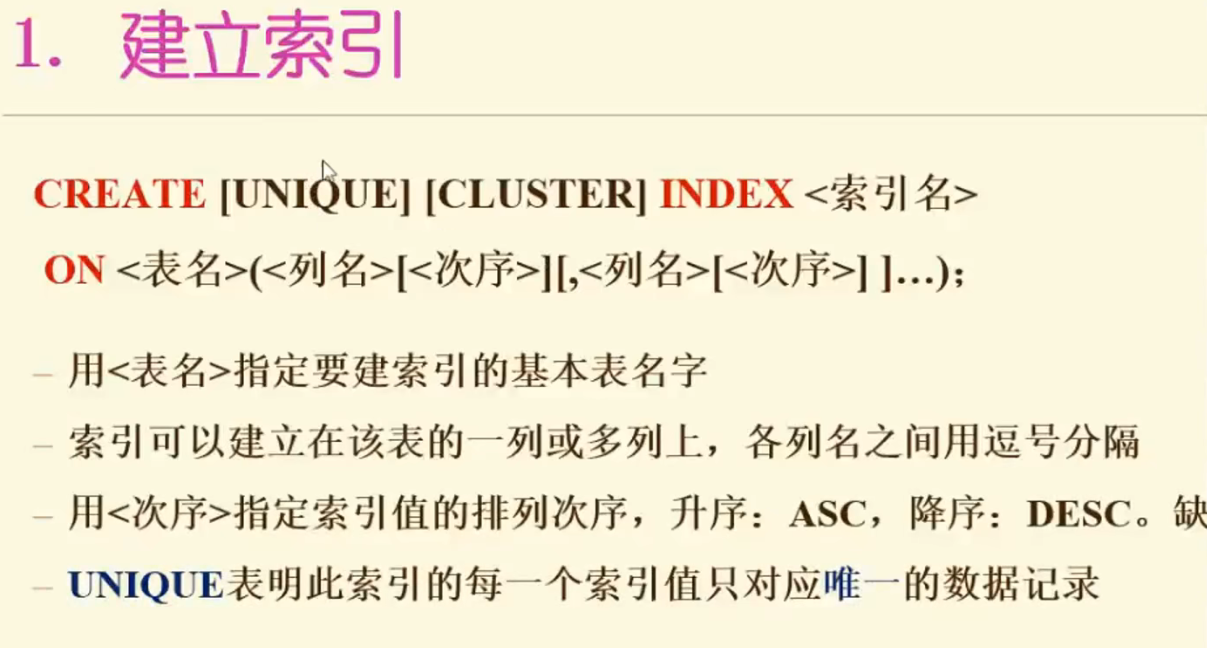 1. 建立索引
CREATE [UNIQUE] [CLUSTER] INDEX <索引名>
ON <表名>(<列名>[<次序>][,<列名>[<次序>] ]…);
– 用<表名>指定要建索引的基本表名字
– 索引可以建立在该表的一列或多列上，各列名之间用逗号分隔
– 用<次序>指定索引值的排列次序，升序：ASC，降序：DESC。缺
– UNIQUE表明此索引的每一个索引值只对应唯一的数据记录